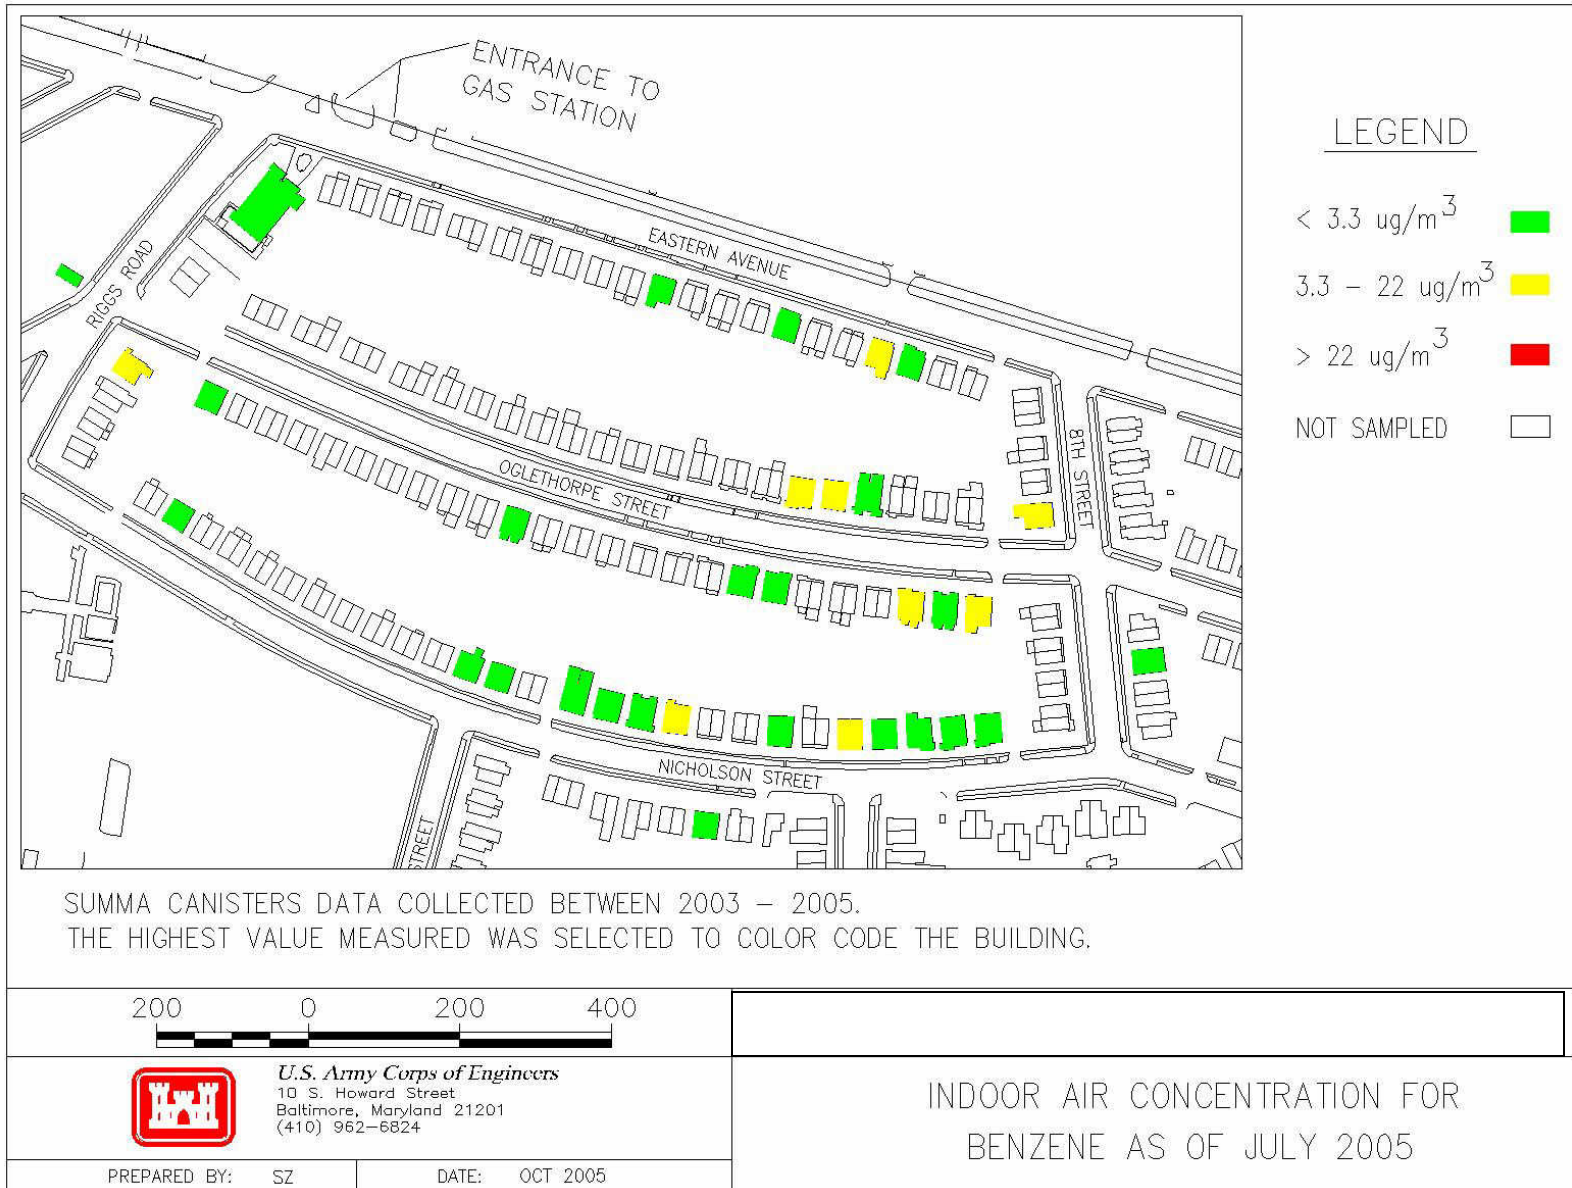 ENTRANCE TO
GAS STATION
EASTERN AVENUE
RIGGS ROAD
OGLETHORPE STREET
8TH STREET
NICHOLSON STREET
STREET
LEGEND
< 3.3 ug/m3
3.3 - 22 ug/m3
> 22 ug/m3
NOT SAMPLED
SUMMA CANISTERS DATA COLLECTED BETWEEN 2003 - 2005.
THE HIGHEST VALUE MEASURED WAS SELECTED TO COLOR CODE THE BUILDING.
200 0 200 400
U.S. Army Corps of Engineers
10 S. Howard Street
Baltimore, Maryland 21201
(410) 962-6824
PREPARED BY: SZ DATE: OCT 2005
INDOOR AIR CONCENTRATION FOR
BENZENE AS OF JULY 2005